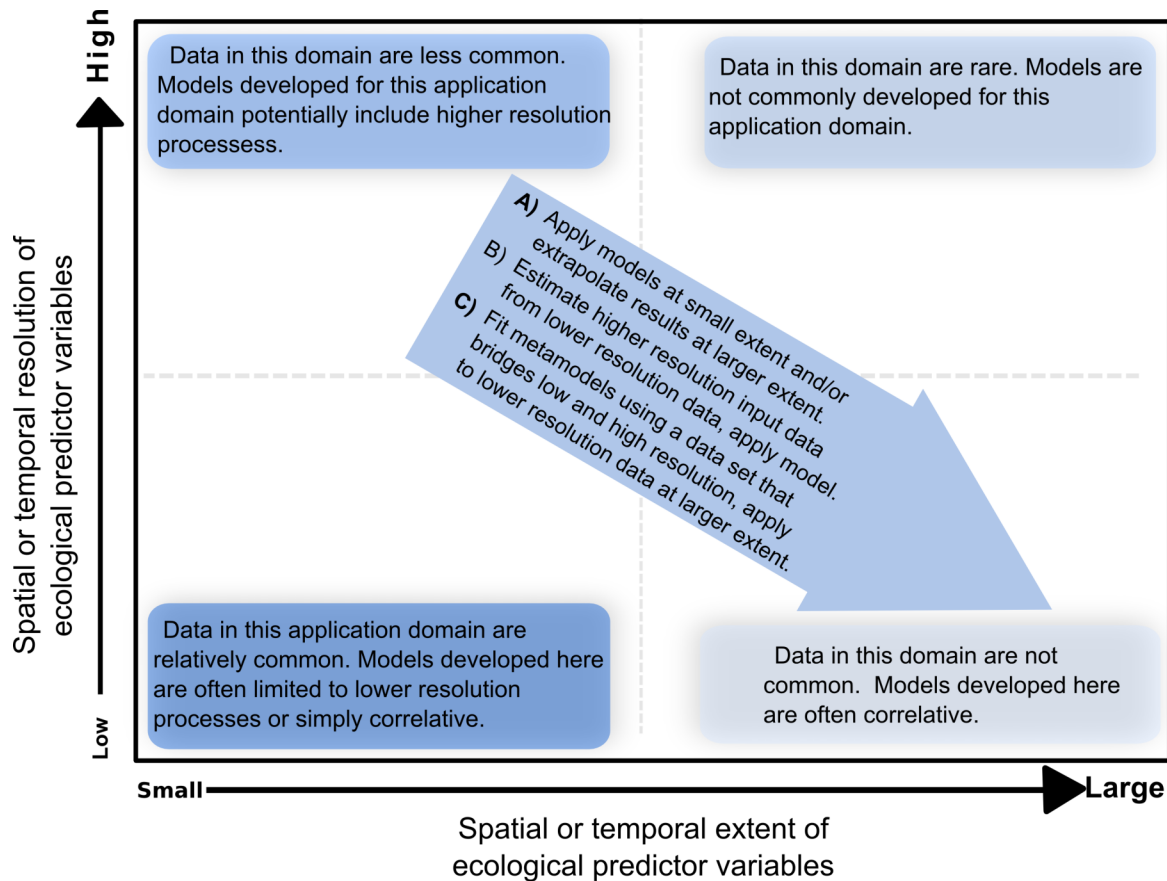 High
Data in this domain are less common.
Models developed for this application
domain potentially include higher resolution
processess.
Data in this domain are rare. Models are
not commonly developed for this
application domain.
Spatial or temporal resolution of
ecological predictor variables
A) Apply models at small extent and/or
extrapolate results at larger extent.
B) Estimate higher resolution input data
from lower resolution data, apply model.
C) Fit metamodels using a data set that
bridges low and high resolution, apply
to lower resolution data at larger extent.
Data in this application domain are
relatively common. Models developed here
are often limited to lower resolution
processes or simply correlative.
Data in this domain are not
common. Models developed here
are often correlative.
Low
Small
Large
Spatial or temporal extent of
ecological predictor variables